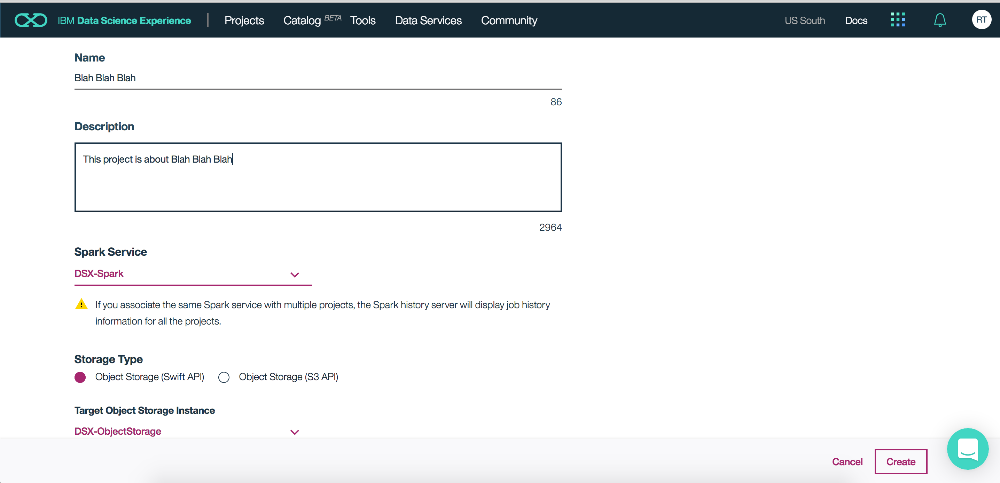 IBM Data Science Experience | Projects Catalog BETA Tools Data Services Community US South Docs RT
Name
Blah Blah Blah
86
Description
This project is about Blah Blah Blah
2964
Spark Service
DSX-Spark
If you associate the same Spark service with multiple projects, the Spark history server will display job history
information for all the projects.
Storage Type
Object Storage (Swift API) Object Storage (S3 API)
Target Object Storage Instance
DSX-ObjectStorage
Cancel Create